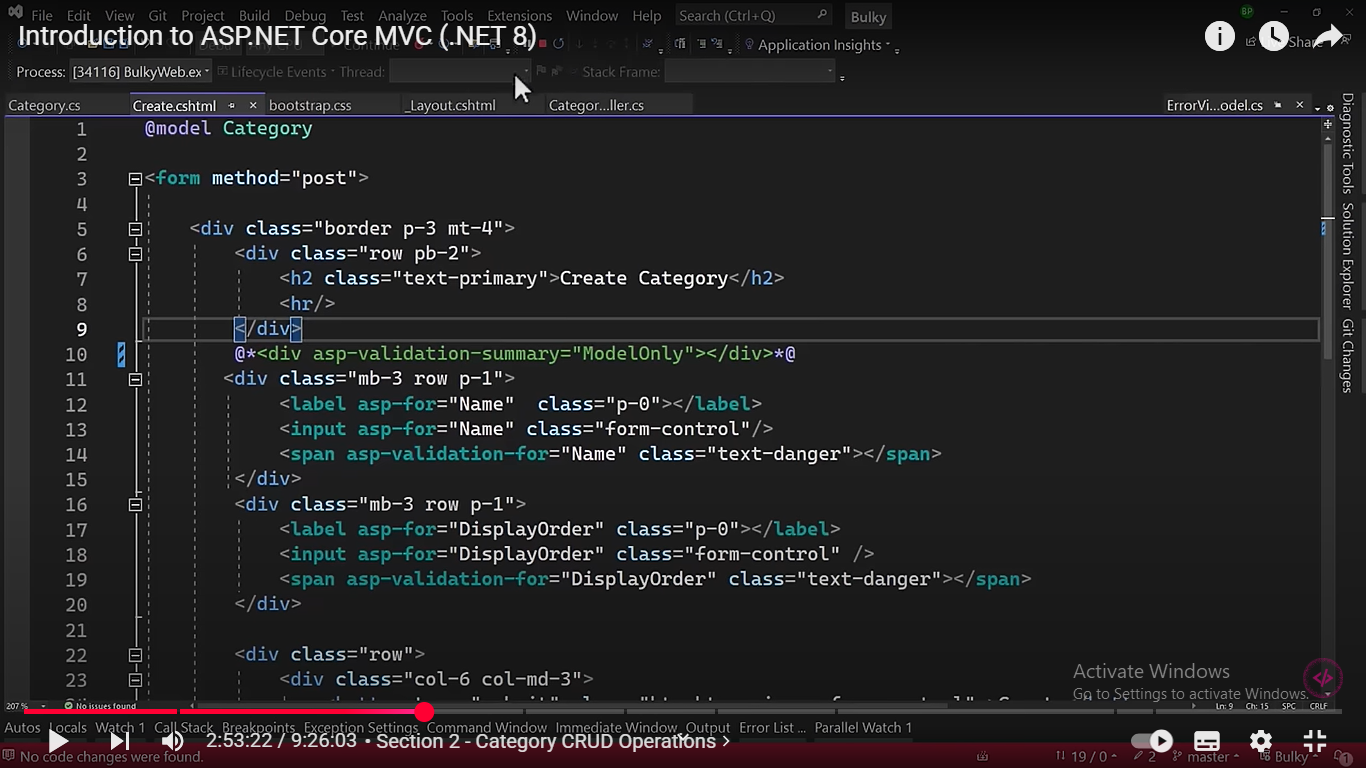 File Edit View Git Project Build Debug Test Analyze Tools Extensions Window Help Search (Ctrl+Q) Bulky BP
Introduction to ASP.NET Core MVC (.NET 8)
Application Insights Share
Process: [34116] BulkyWeb.ex Lifecycle Events Thread: Stack Frame:
Category.cs Create.cshtml bootstrap.css _Layout.cshtml Categor...ller.cs ErrorVi...odel.cs
1 @model Category
2
3 <form method="post">
4
5 <div class="border p-3 mt-4">
6 <div class="row pb-2">
7 <h2 class="text-primary">Create Category</h2>
8 <hr/>
9 </div>
10 @*<div asp-validation-summary="ModelOnly"></div>*@
11 <div class="mb-3 row p-1">
12 <label asp-for="Name"  class="p-0"></label>
13 <input asp-for="Name" class="form-control"/>
14 <span asp-validation-for="Name" class="text-danger"></span>
15 </div>
16 <div class="mb-3 row p-1">
17 <label asp-for="DisplayOrder" class="p-0"></label>
18 <input asp-for="DisplayOrder" class="form-control" />
19 <span asp-validation-for="DisplayOrder" class="text-danger"></span>
20 </div>
21
22 <div class="row">
23 <div class="col-6 col-md-3">
Diagnostic Tools
Solution Explorer
Git Changes
Activate Windows
Go to Settings to activate Windows.
207 % No issues found Ln: 9 Ch: 15 SPC CRLF
Autos Locals Watch 1 Call Stack Breakpoints Exception Settings Command Window Immediate Window Output Error List ... Parallel Watch 1
2:53:22 / 9:26:03 • Section 2 - Category CRUD Operations >
No code changes were found. 19 / 0 2 master Bulky 1